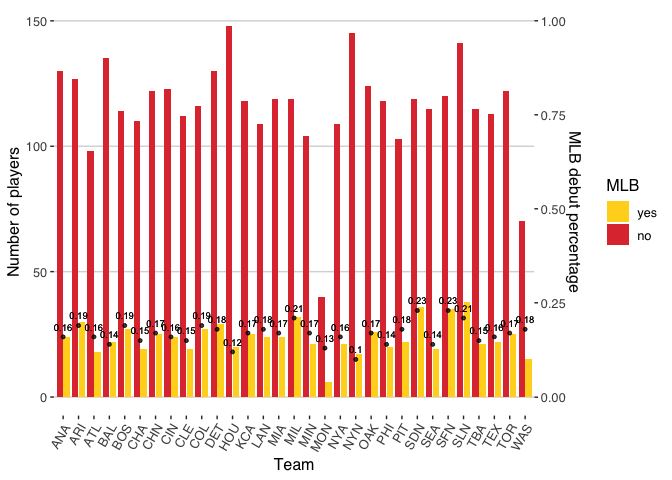 150
100
50
0
Number of players
1.00
0.75
0.50
0.25
0.00
MLB debut percentage
0.16
0.19
0.16
0.14
0.19
0.15
0.17
0.16
0.15
0.19
0.18
0.12
0.17
0.18
0.17
0.21
0.17
0.13
0.16
0.1
0.17
0.14
0.18
0.23
0.14
0.23
0.21
0.15
0.16
0.17
0.18
ANA
ARI
ATL
BAL
BOS
CHA
CHN
CIN
CLE
COL
DET
HOU
KCA
LAN
MIA
MIL
MIN
MON
NYA
NYN
OAK
PHI
PIT
SDN
SEA
SFN
SLN
TBA
TEX
TOR
WAS
Team
MLB
yes
no